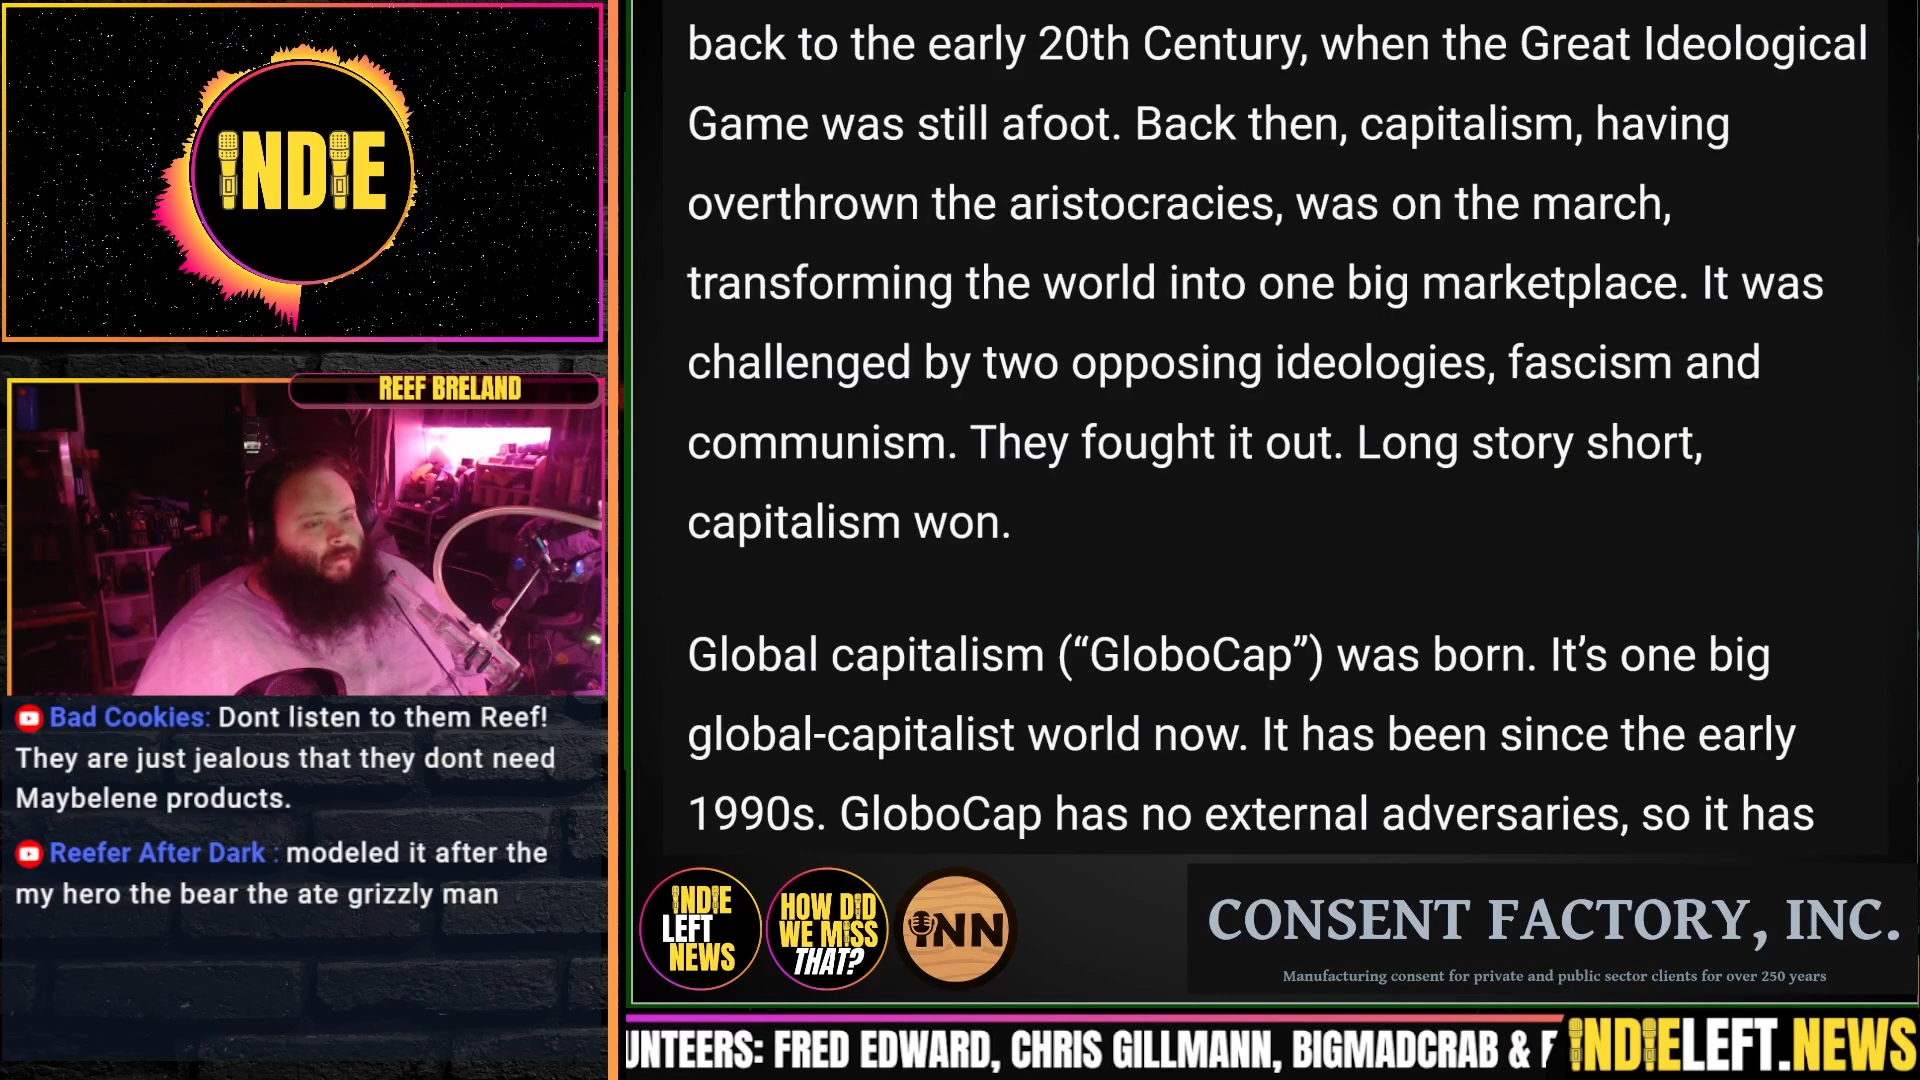 INDIE
REEF BRELAND
Bad Cookies: Dont listen to them Reef!
They are just jealous that they dont need
Maybelene products.
Reefer After Dark : modeled it after the
my hero the bear the ate grizzly man
back to the early 20th Century, when the Great Ideological
Game was still afoot. Back then, capitalism, having
overthrown the aristocracies, was on the march,
transforming the world into one big marketplace. It was
challenged by two opposing ideologies, fascism and
communism. They fought it out. Long story short,
capitalism won.
Global capitalism (“GloboCap”) was born. It’s one big
global-capitalist world now. It has been since the early
1990s. GloboCap has no external adversaries, so it has
INDIE
LEFT
NEWS
HOW DID
WE MISS
THAT?
INN
CONSENT FACTORY, INC.
Manufacturing consent for private and public sector clients for over 250 years
UNTEERS: FRED EDWARD, CHRIS GILLMANN, BIGMADCRAB &
INDIELEFT.NEWS